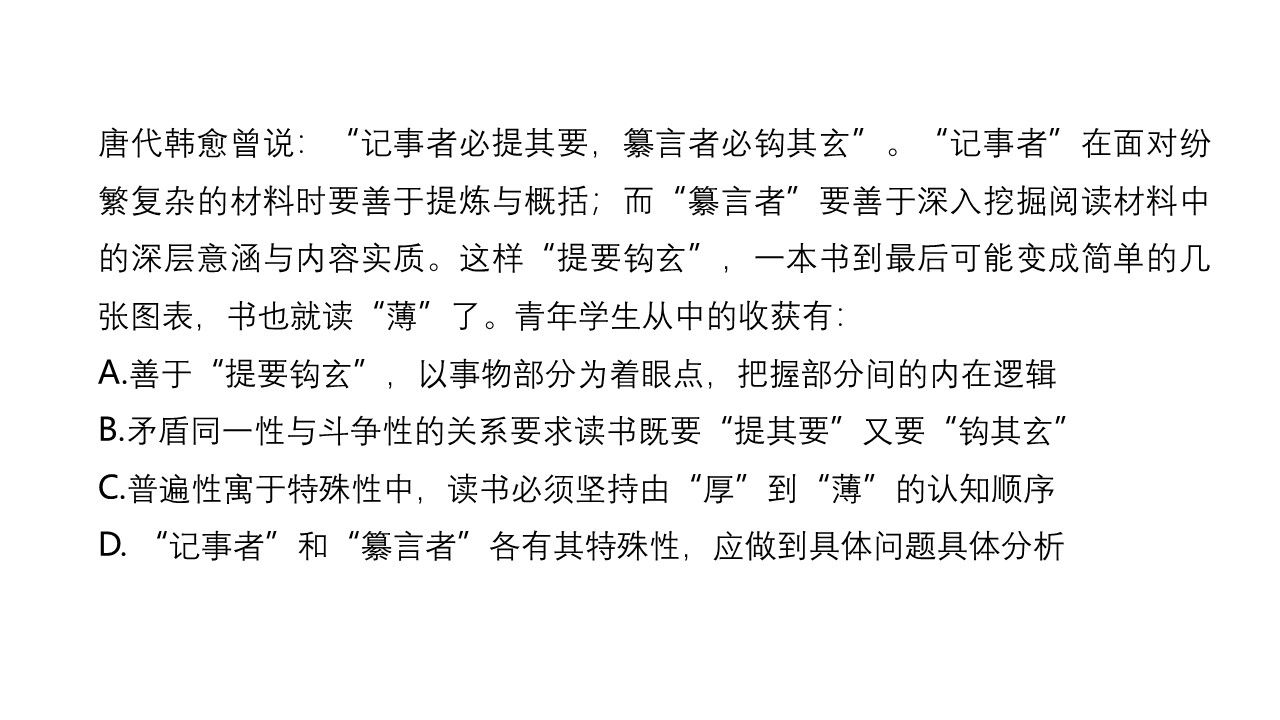 唐代韩愈曾说：“记事者必提其要，纂言者必钩其玄”。“记事者”在面对纷
繁复杂的材料时要善于提炼与概括；而“纂言者”要善于深入挖掘阅读材料中
的深层意涵与内容实质。这样“提要钩玄”，一本书到最后可能变成简单的几
张图表，书也就读“薄”了。青年学生从中的收获有：
A.善于“提要钩玄”，以事物部分为着眼点，把握部分间的内在逻辑
B.矛盾同一性与斗争性的关系要求读书既要“提其要”又要“钩其玄”
C.普遍性寓于特殊性中，读书必须坚持由“厚”到“薄”的认知顺序
D. “记事者”和“纂言者”各有其特殊性，应做到具体问题具体分析